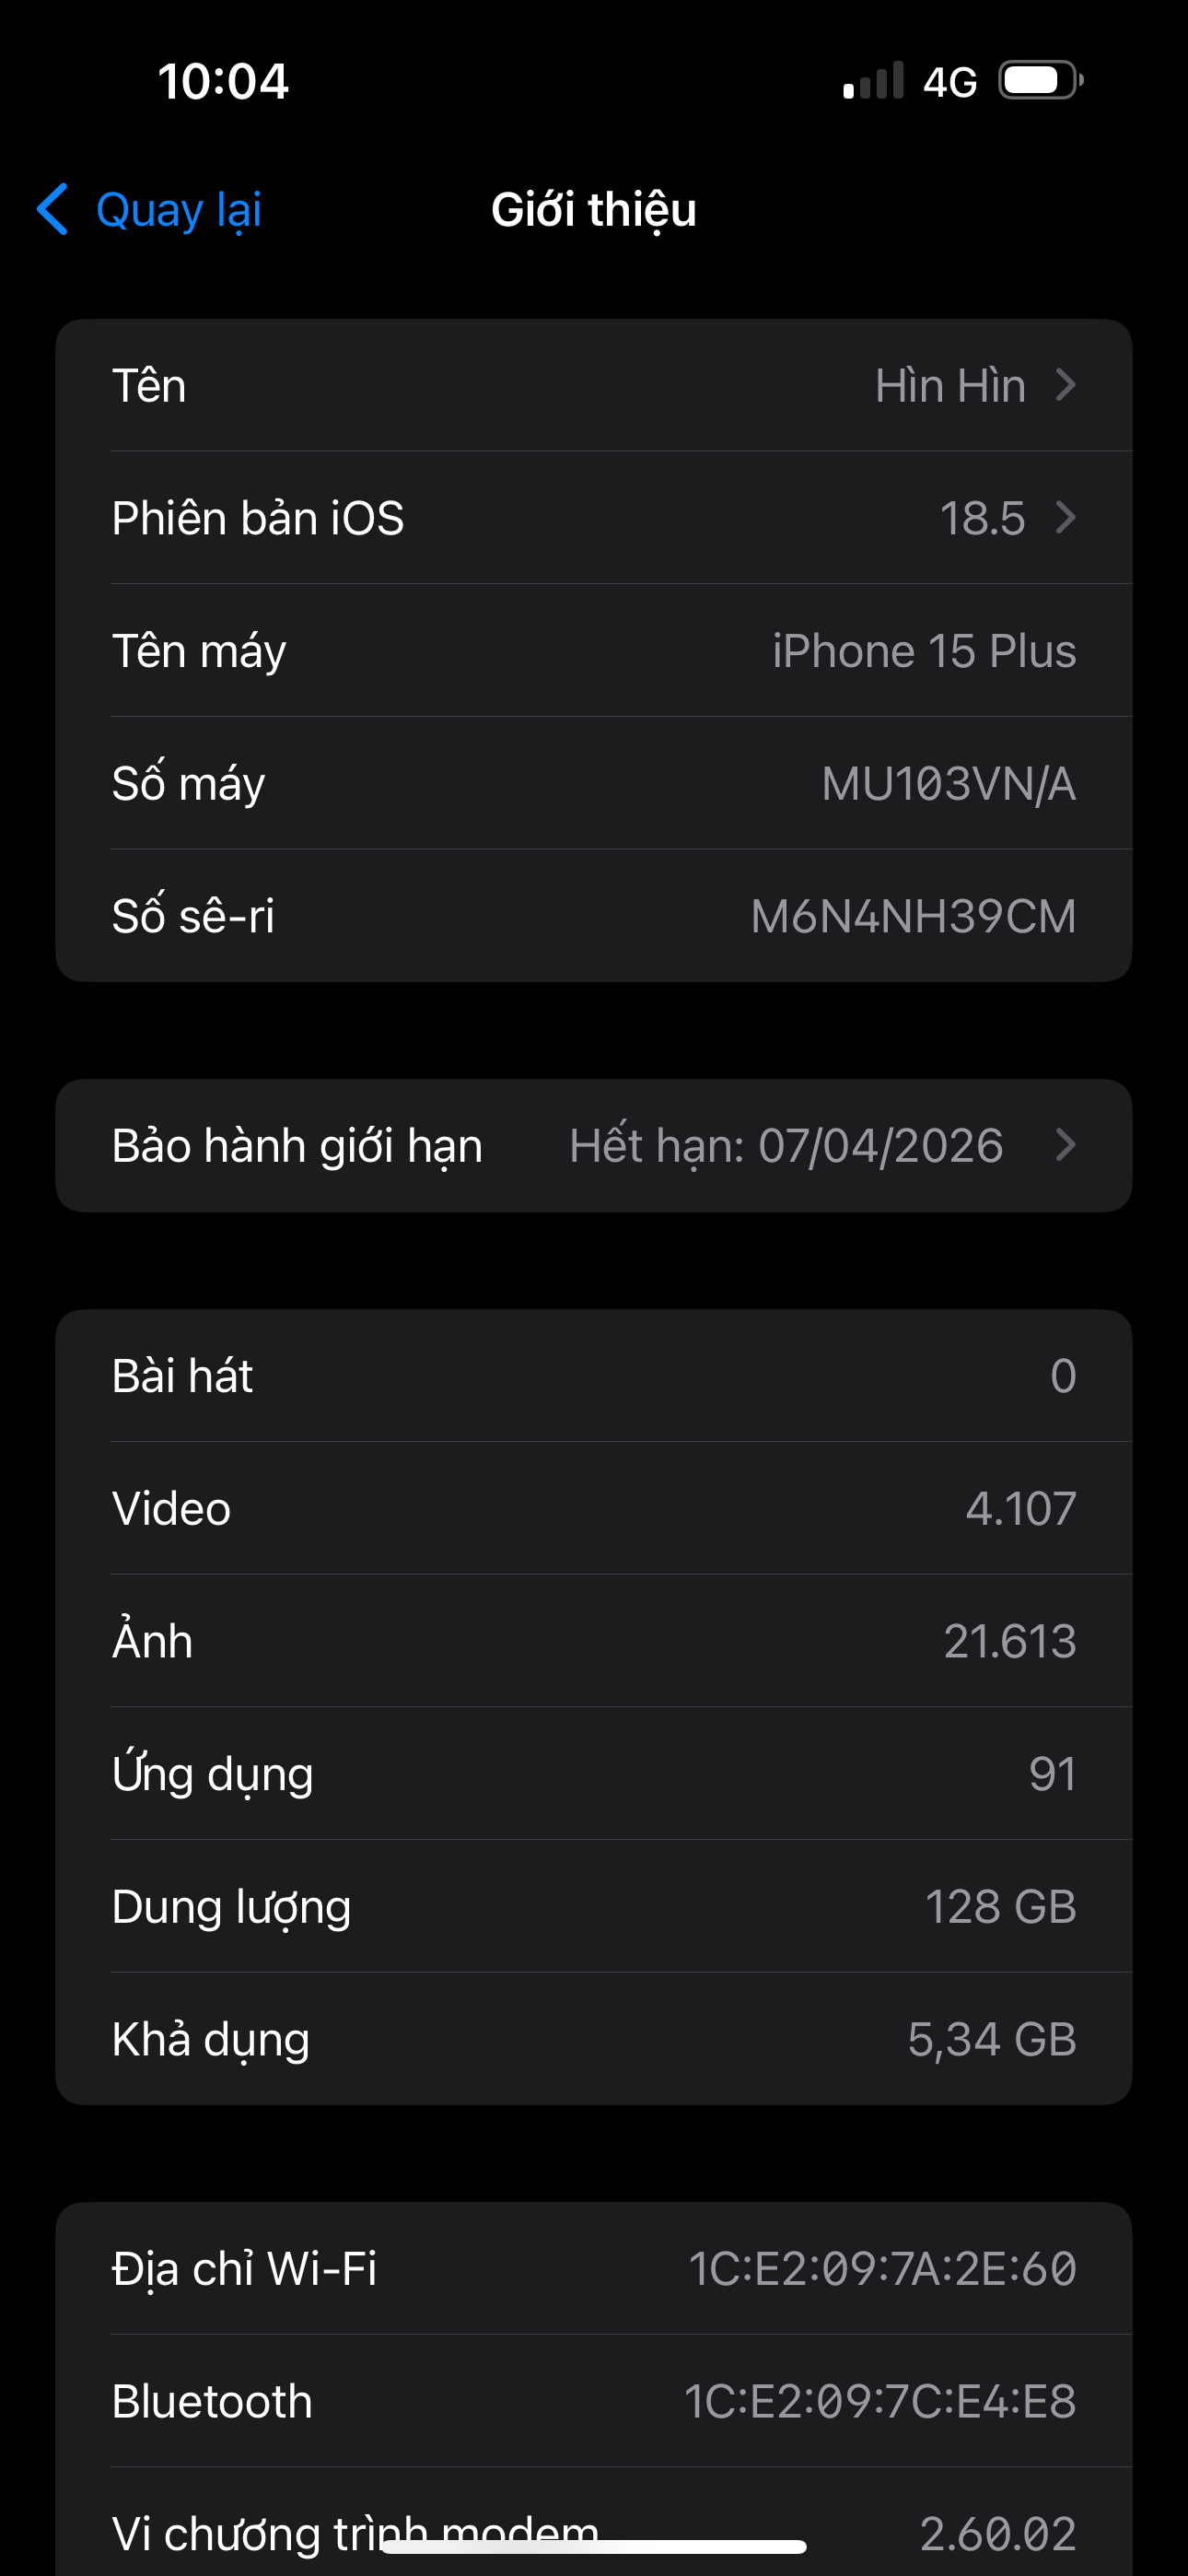 10:04 4G
Quay lại Giới thiệu
Tên Hìn Hìn
Phiên bản iOS 18.5
Tên máy iPhone 15 Plus
Số máy MU103VN/A
Số sê-ri M6N4NH39CM
Bảo hành giới hạn Hết hạn: 07/04/2026
Bài hát 0
Video 4.107
Ảnh 21.613
Ứng dụng 91
Dung lượng 128 GB
Khả dụng 5,34 GB
Địa chỉ Wi-Fi 1C:E2:09:7A:2E:60
Bluetooth 1C:E2:09:7C:E4:E8
Vi chương trình modem 2.60.02